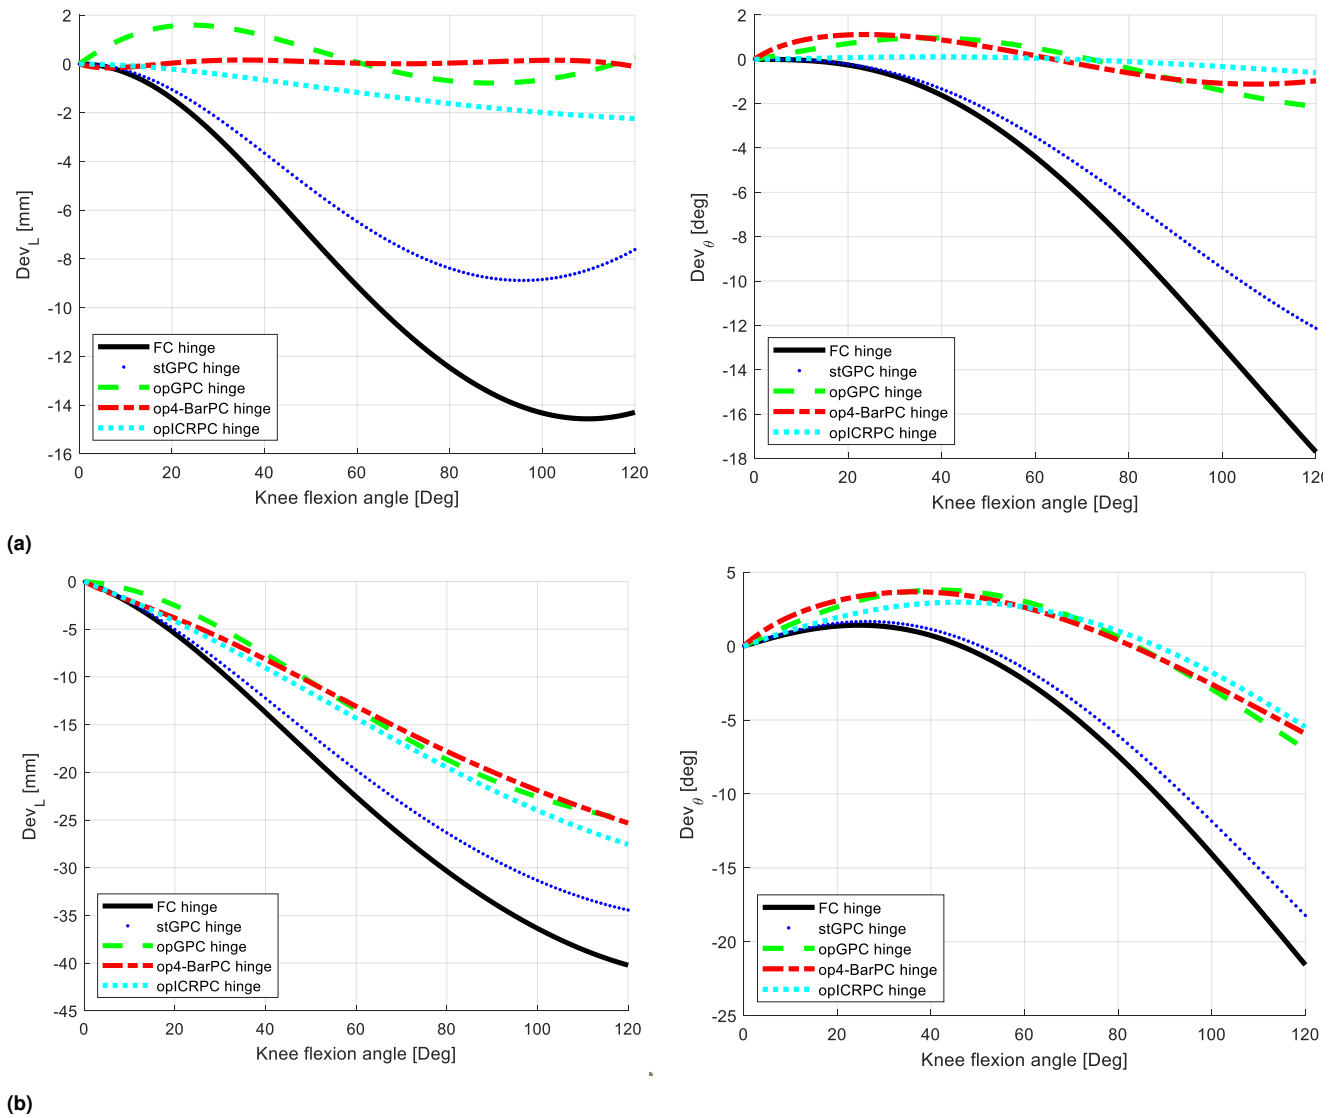 2
0
-2
-4
-6
-8
-10
-12
-14
-16
Dev_L [mm]
FC hinge
stGPC hinge
opGPC hinge
op4-BarPC hinge
opICRPC hinge
0 20 40 60 80 100 120
Knee flexion angle [Deg]
2
0
-2
-4
-6
-8
-10
-12
-14
-16
-18
Dev_θ [deg]
FC hinge
stGPC hinge
opGPC hinge
op4-BarPC hinge
opICRPC hinge
0 20 40 60 80 100 120
Knee flexion angle [Deg]
(a)
0
-5
-10
-15
-20
-25
-30
-35
-40
-45
Dev_L [mm]
FC hinge
stGPC hinge
opGPC hinge
op4-BarPC hinge
opICRPC hinge
0 20 40 60 80 100 120
Knee flexion angle [Deg]
5
0
-5
-10
-15
-20
-25
Dev_θ [deg]
FC hinge
stGPC hinge
opGPC hinge
op4-BarPC hinge
opICRPC hinge
0 20 40 60 80 100 120
Knee flexion angle [Deg]
(b)